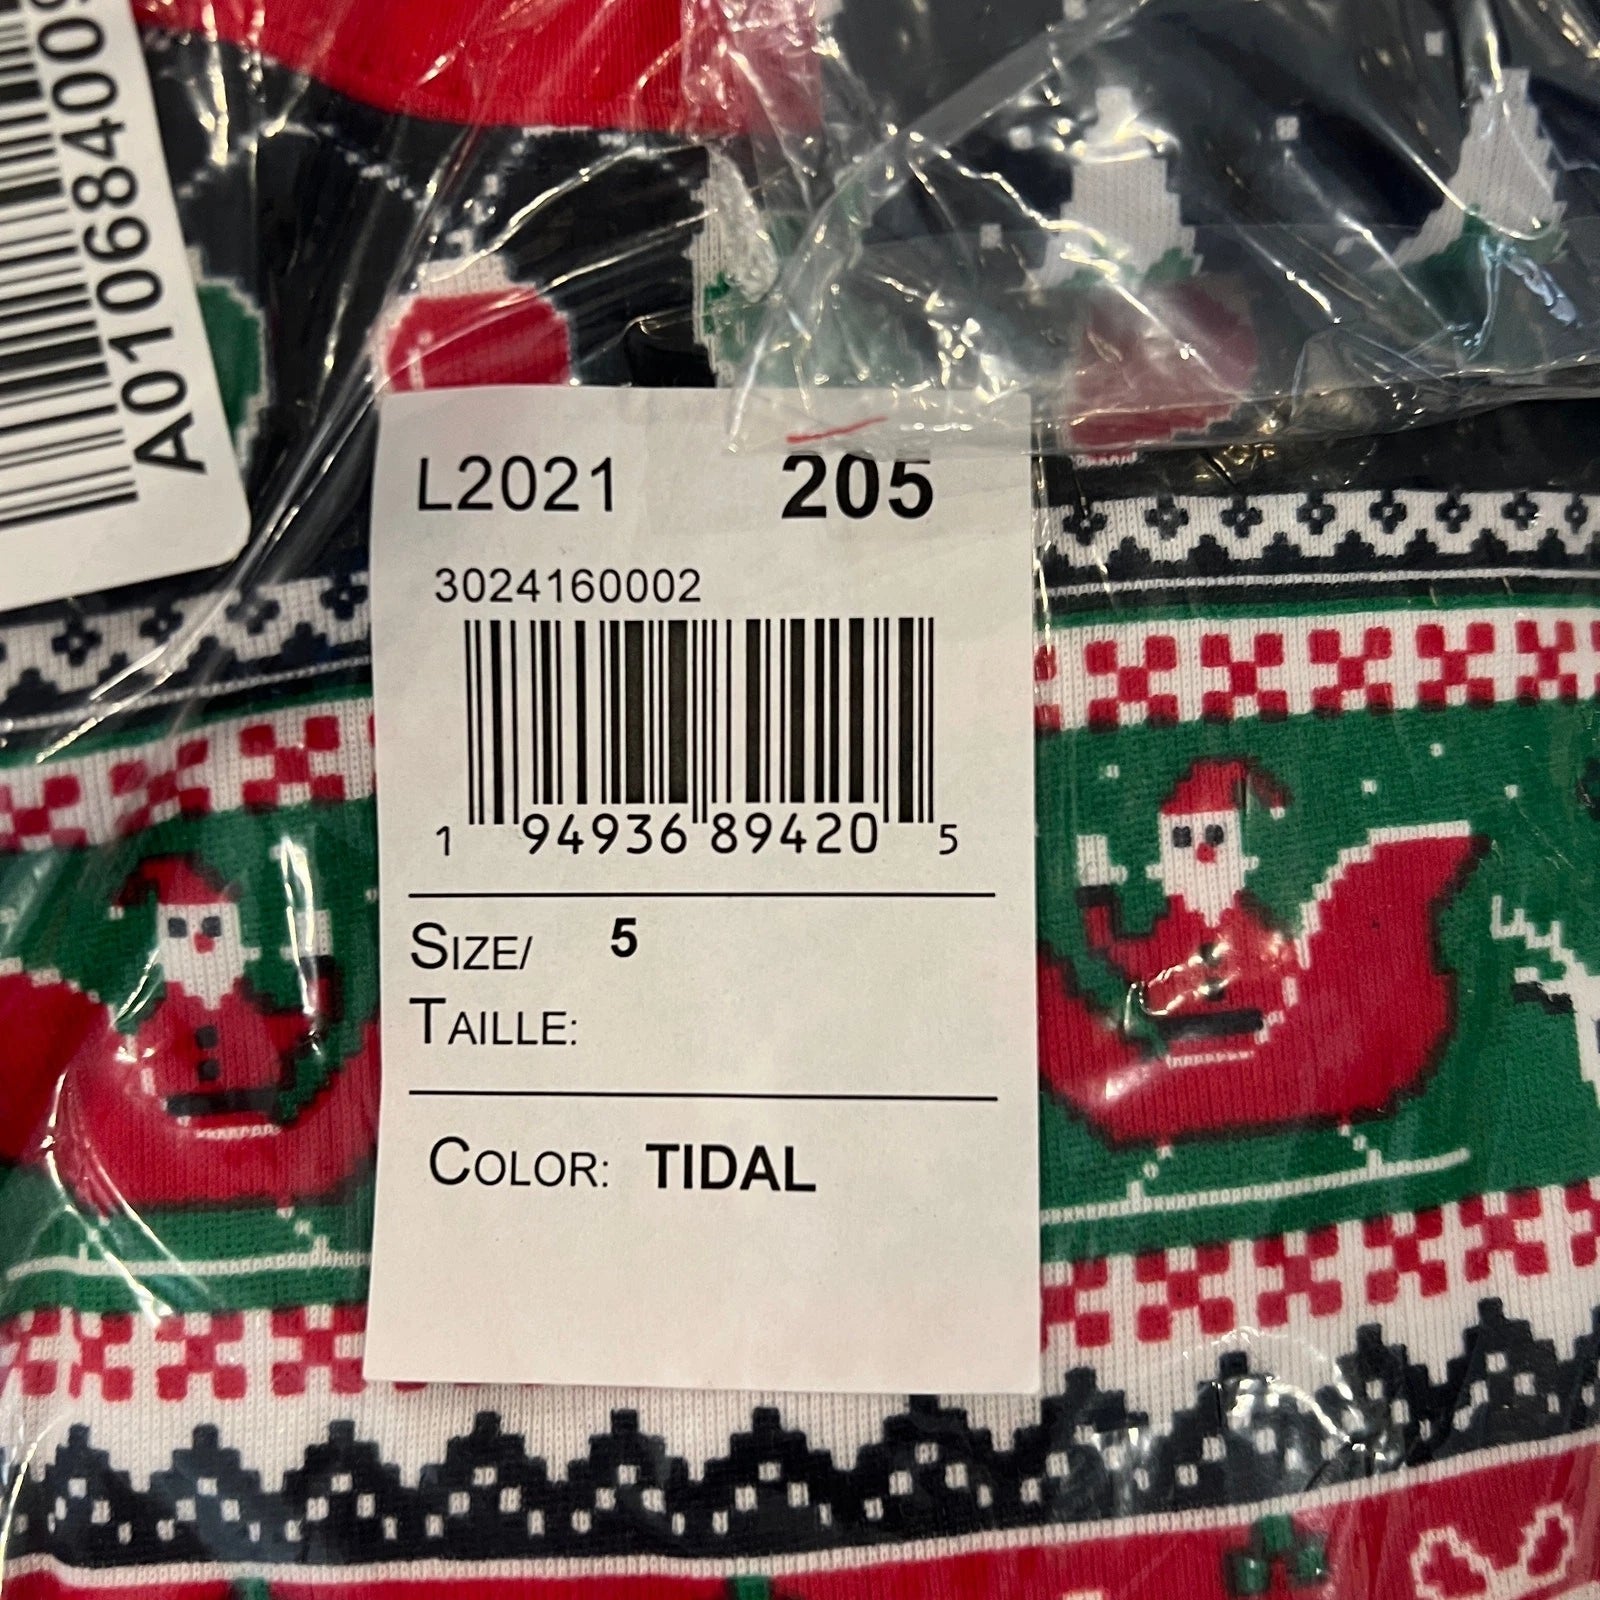 A010684009
L2021 205
3024160002
1 94936 89420 5
SIZE/ 5
TAILLE:
COLOR: TIDAL